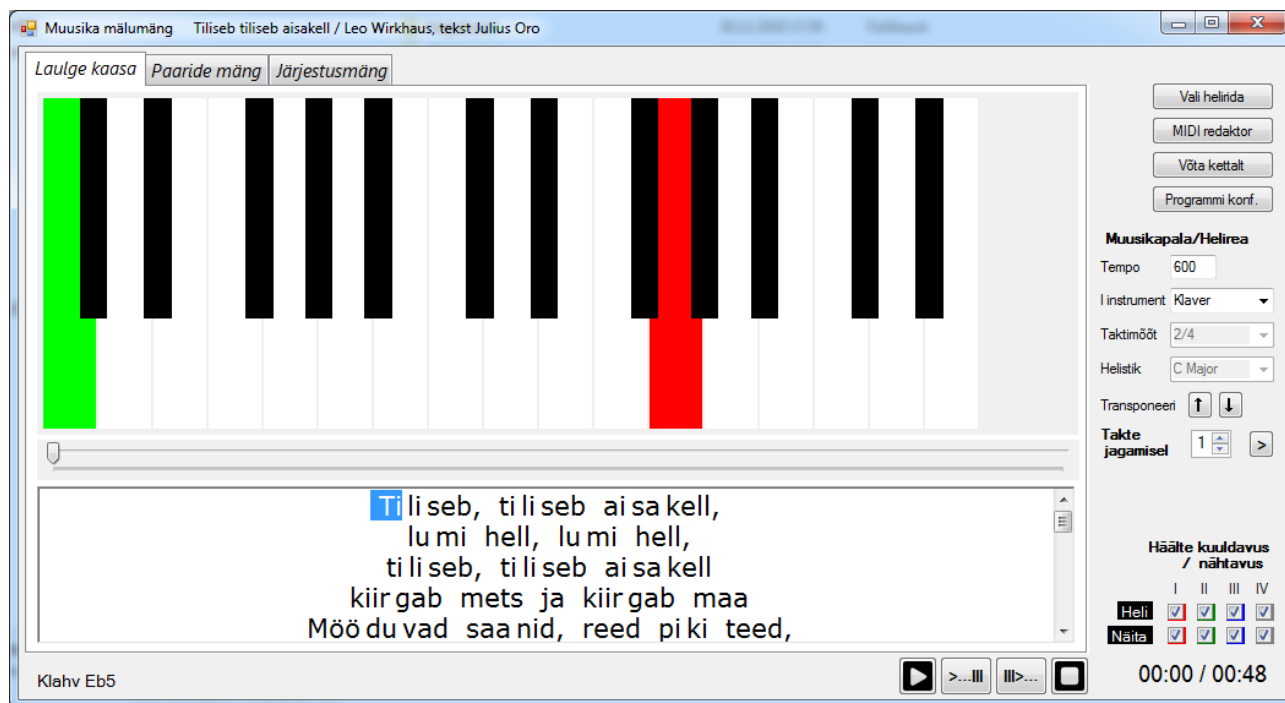 Muusika mälumäng Tiliseb tiliseb aisakell / Leo Wirkhaus, tekst Julius Oro
Laulge kaasa Paaride mäng Järjestusmäng
Vali helirida
MIDI redaktor
Võta kettalt
Programmi konf.
Muusikapala/Helirea
Tempo 600
I instrument Klaver
Taktimõõt 2/4
Helistik C Major
Transponeeri
Takte
jagamisel 1 >
Ti li seb, ti li seb ai sa kell,
lu mi hell, lu mi hell,
ti li seb, ti li seb ai sa kell
kiir gab mets ja kiir gab maa
Möö du vad saa nid, reed pi ki teed,
Häälte kuuldavus
/ nähtavus
I II III IV
Heli
Näita
Klahv Eb5
>...III III>...
00:00 / 00:48